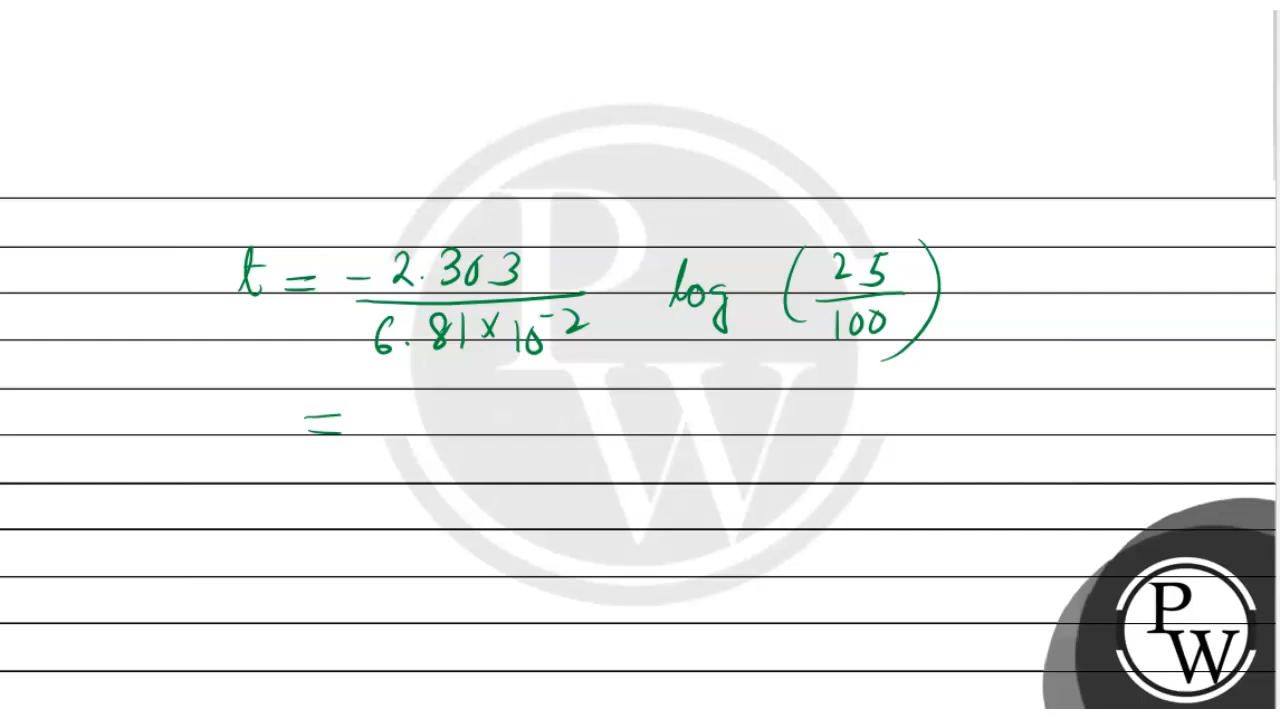 t = - 2.303 / 6.81 × 10^-2 log (25 / 100)
=
P
W
P
W